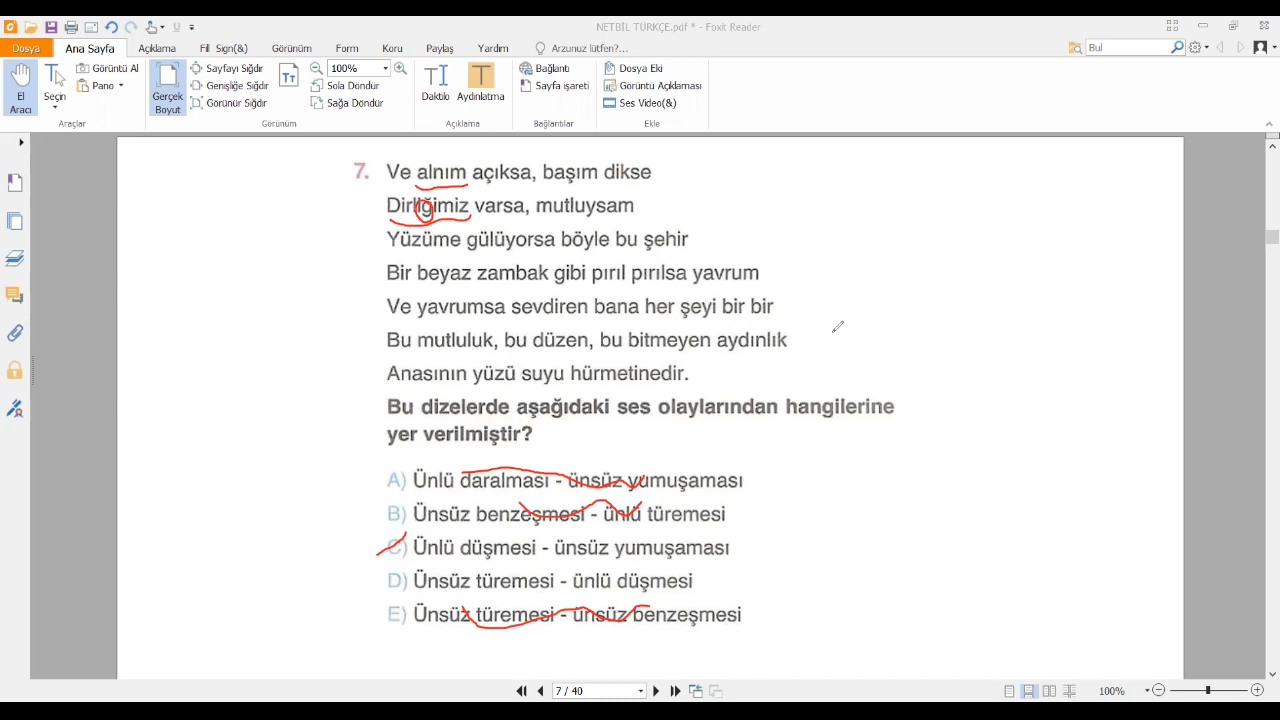 NETBİL TÜRKÇE.pdf * - Foxit Reader
Dosya Ana Sayfa Açıklama Fil Sign(&) Görünüm Form Koru Paylaş Yardım Arzunuz lütfen?... Bul
El Aracı Seçin Görüntü Al Pano Gerçek Boyut Sayfayı Sığdır Genişliğe Sığdır Görünür Sığdır 100% Sola Döndür Sağa Döndür Daktilo Aydınlatma Bağlantı Sayfa işareti Dosya Eki Görüntü Açıklaması Ses Video(&)
Araçlar Görünüm Açıklama Bağlantılar Ekle
7. Ve alnım açıksa, başım dikse
Dirliğimiz varsa, mutluysam
Yüzüme gülüyorsa böyle bu şehir
Bir beyaz zambak gibi pırıl pırılsa yavrum
Ve yavrumsa sevdiren bana her şeyi bir bir
Bu mutluluk, bu düzen, bu bitmeyen aydınlık
Anasının yüzü suyu hürmetinedir.
Bu dizelerde aşağıdaki ses olaylarından hangilerine
yer verilmiştir?
A) Ünlü daralması - ünsüz yumuşaması
B) Ünsüz benzeşmesi - ünlü türemesi
C) Ünlü düşmesi - ünsüz yumuşaması
D) Ünsüz türemesi - ünlü düşmesi
E) Ünsüz türemesi - ünsüz benzeşmesi
7 / 40 100%